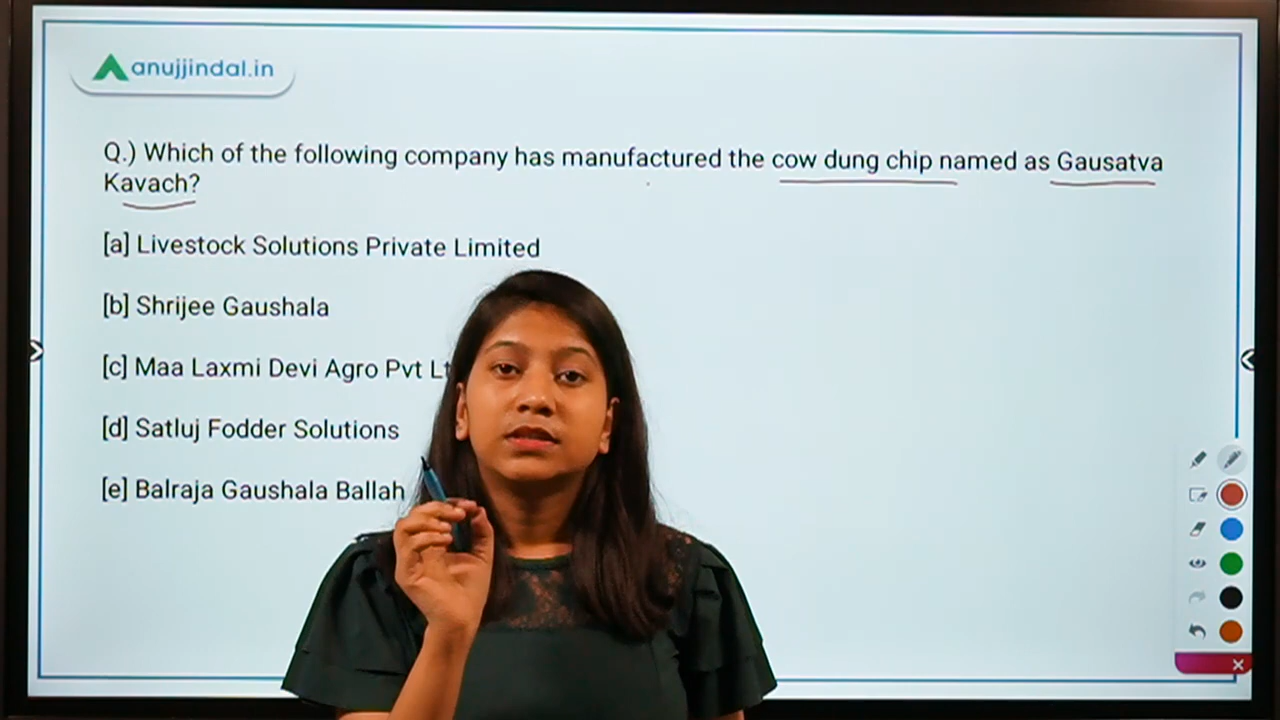 anujjindal.in
Q.) Which of the following company has manufactured the cow dung chip named as Gausatva
Kavach?
[a] Livestock Solutions Private Limited
[b] Shrijee Gaushala
[c] Maa Laxmi Devi Agro Pvt
[d] Satluj Fodder Solutions
[e] Balraja Gaushala Ballah